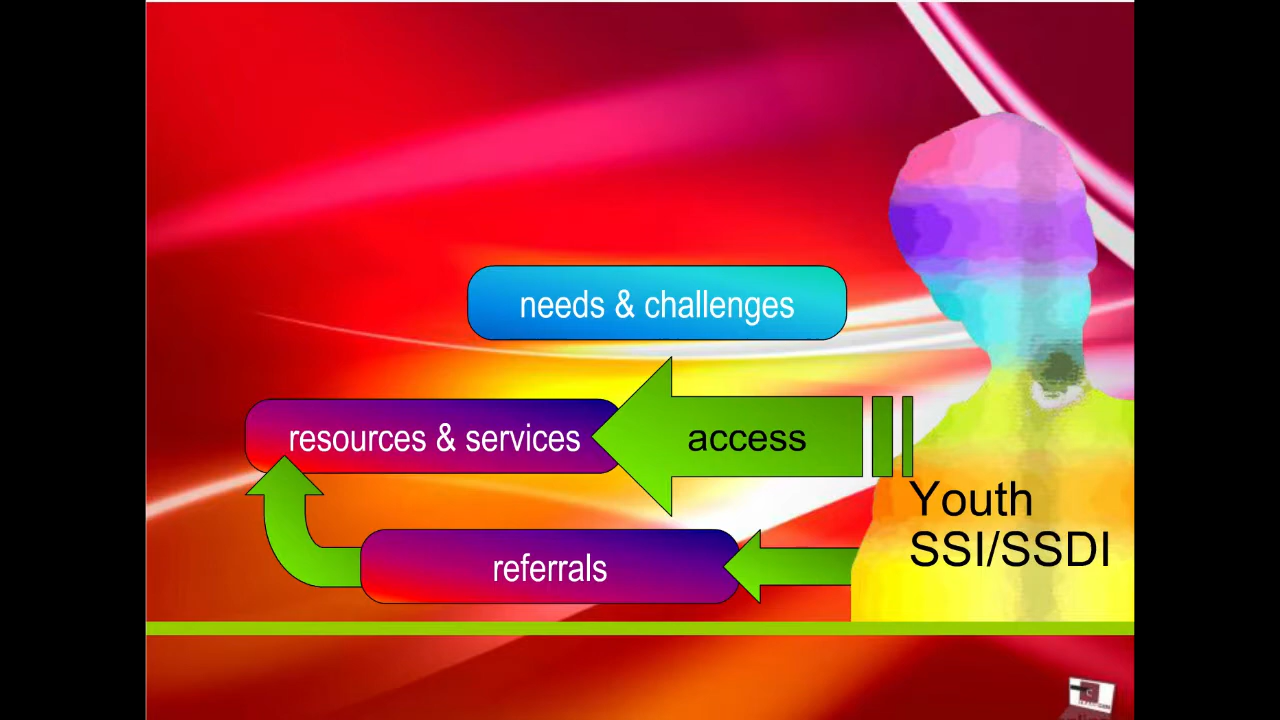 needs & challenges
resources & services
access
Youth
SSI/SSDI
referrals